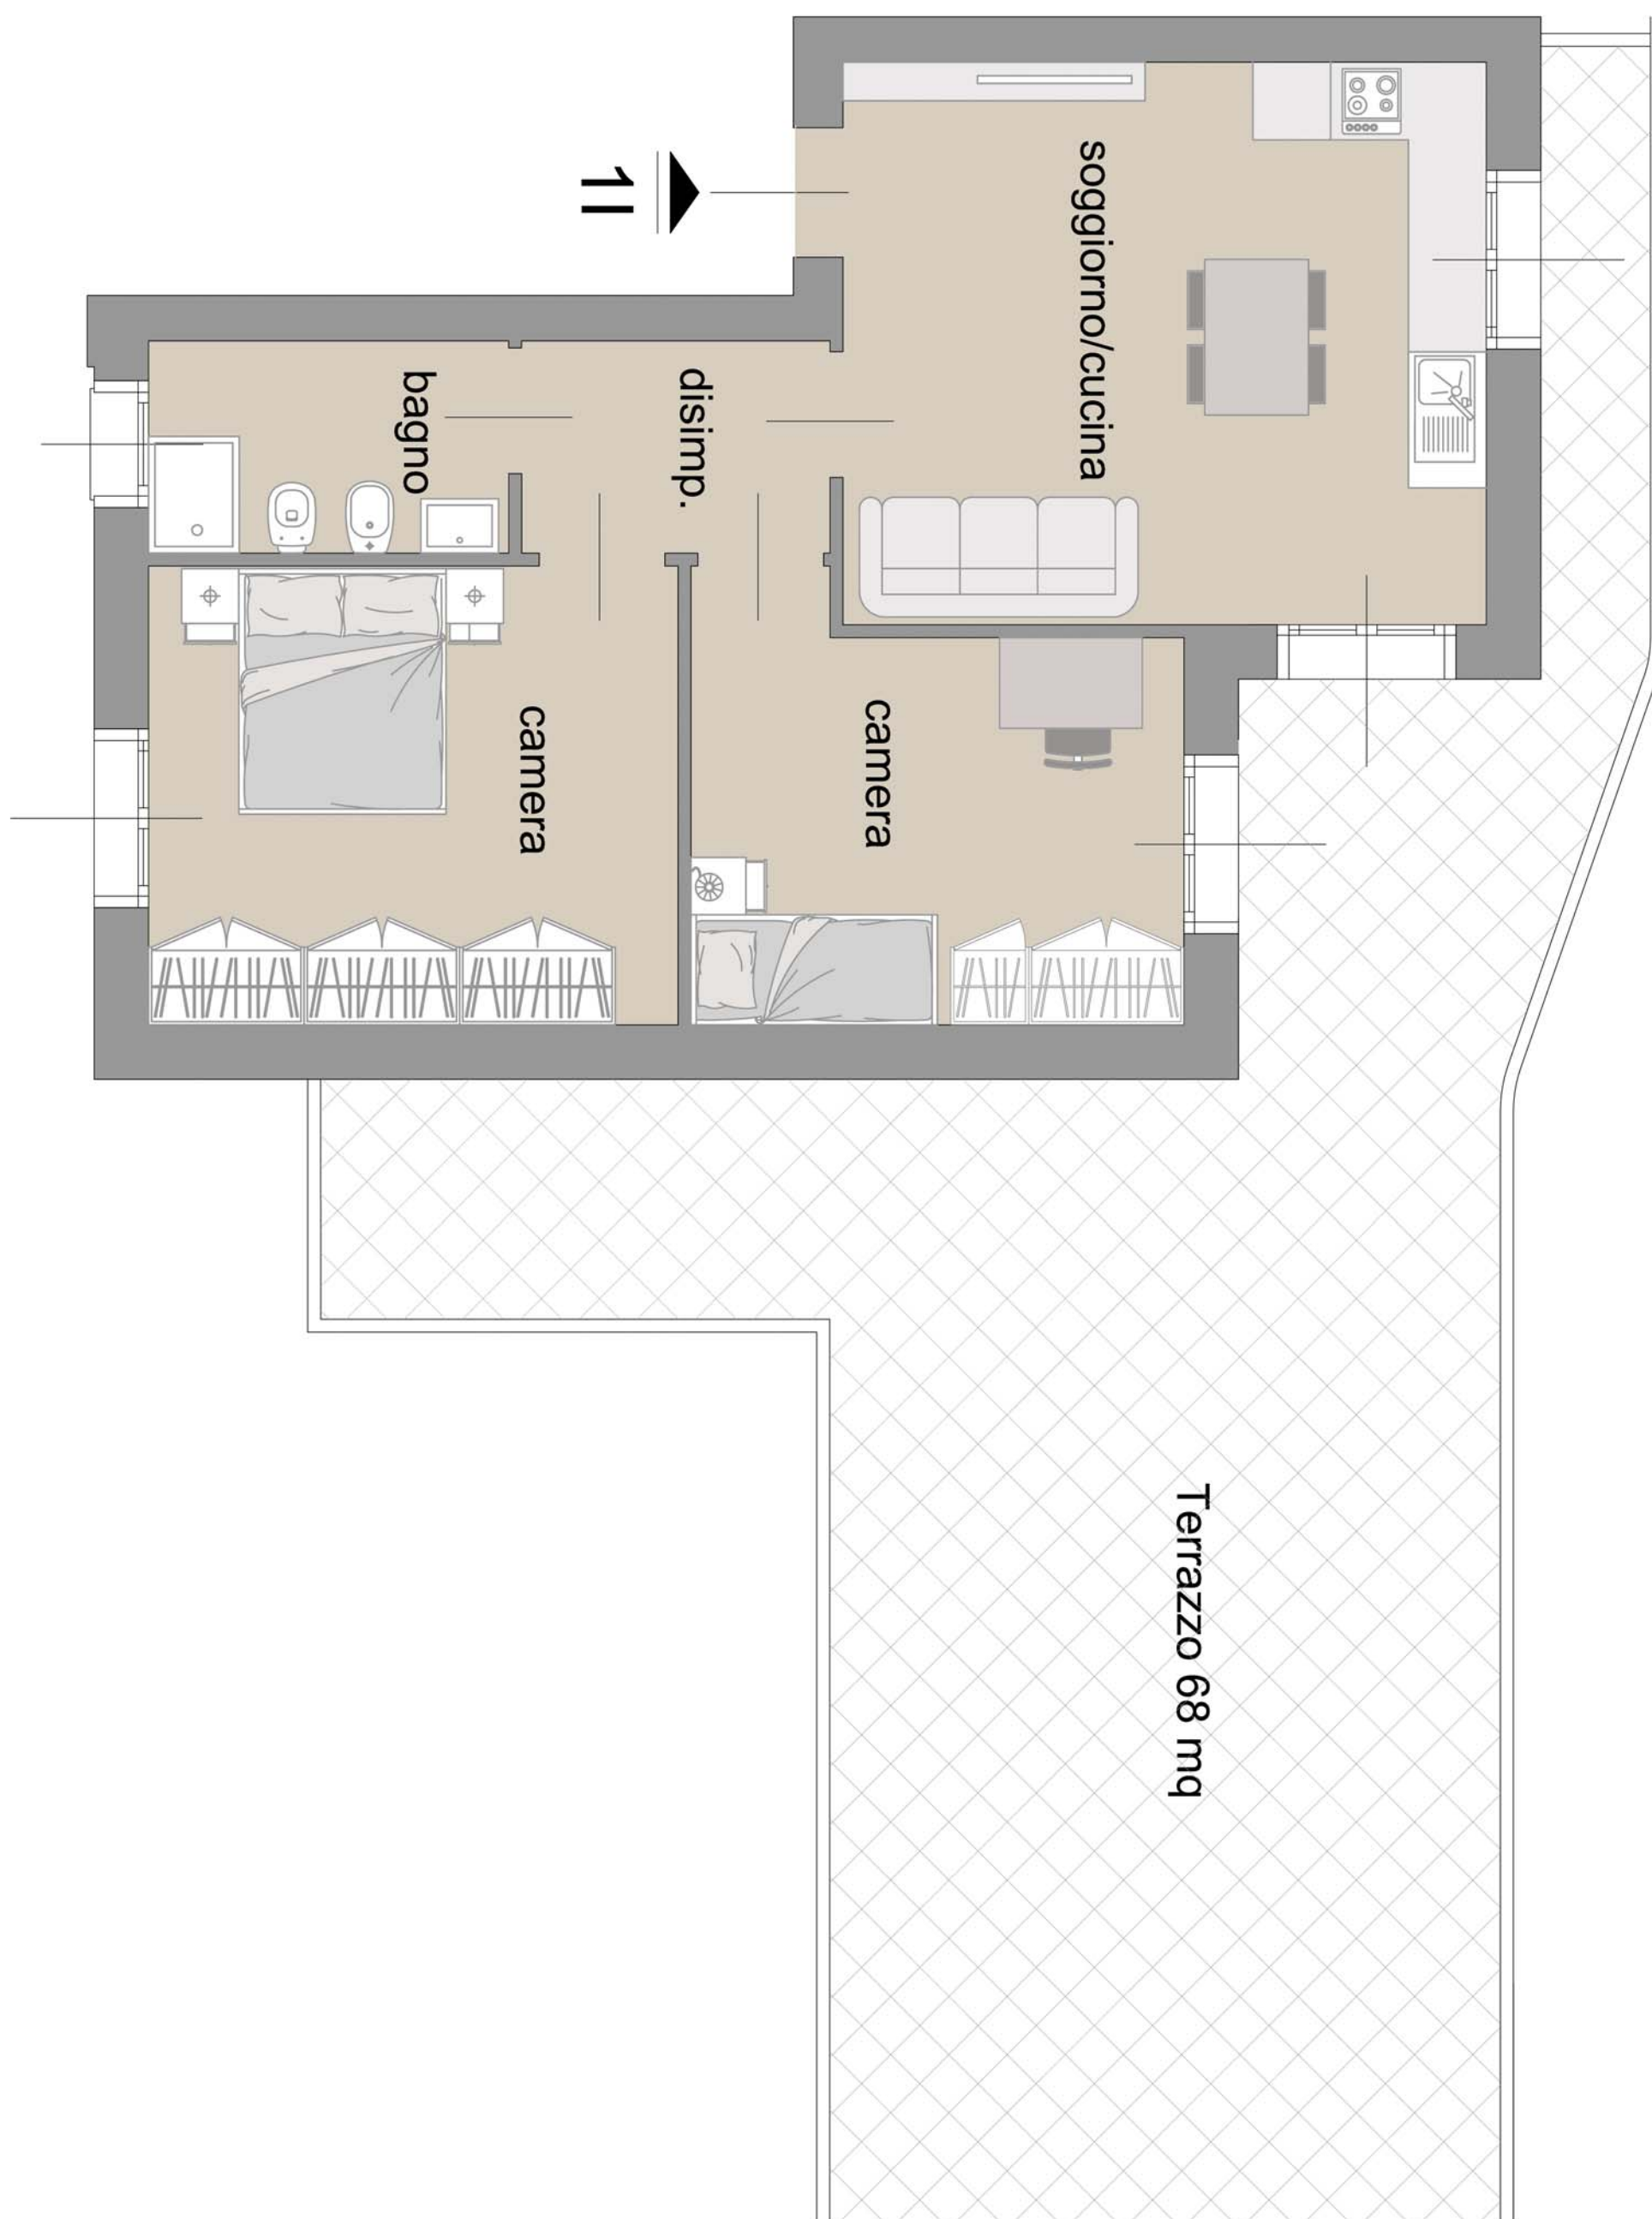 soggiorno/cucina
1I
disimp.
bagno
camera
camera
Terrazzo 68 mq